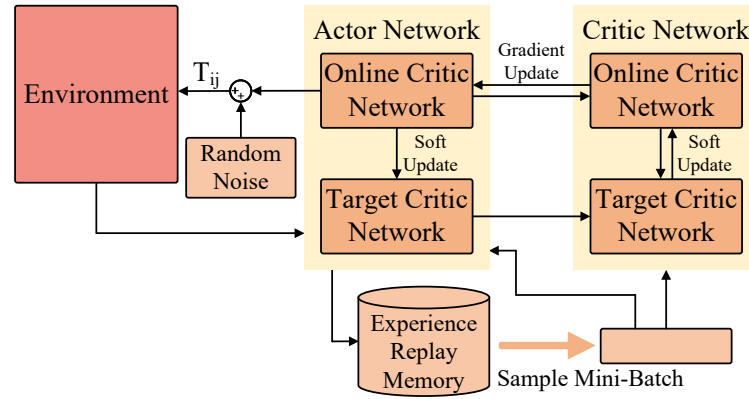 Actor Network
Critic Network
Environment
T_ij
+
+
Online Critic
Network
Gradient
Update
Online Critic
Network
Random
Noise
Soft
Update
Soft
Update
Target Critic
Network
Target Critic
Network
Experience
Replay
Memory
Sample Mini-Batch